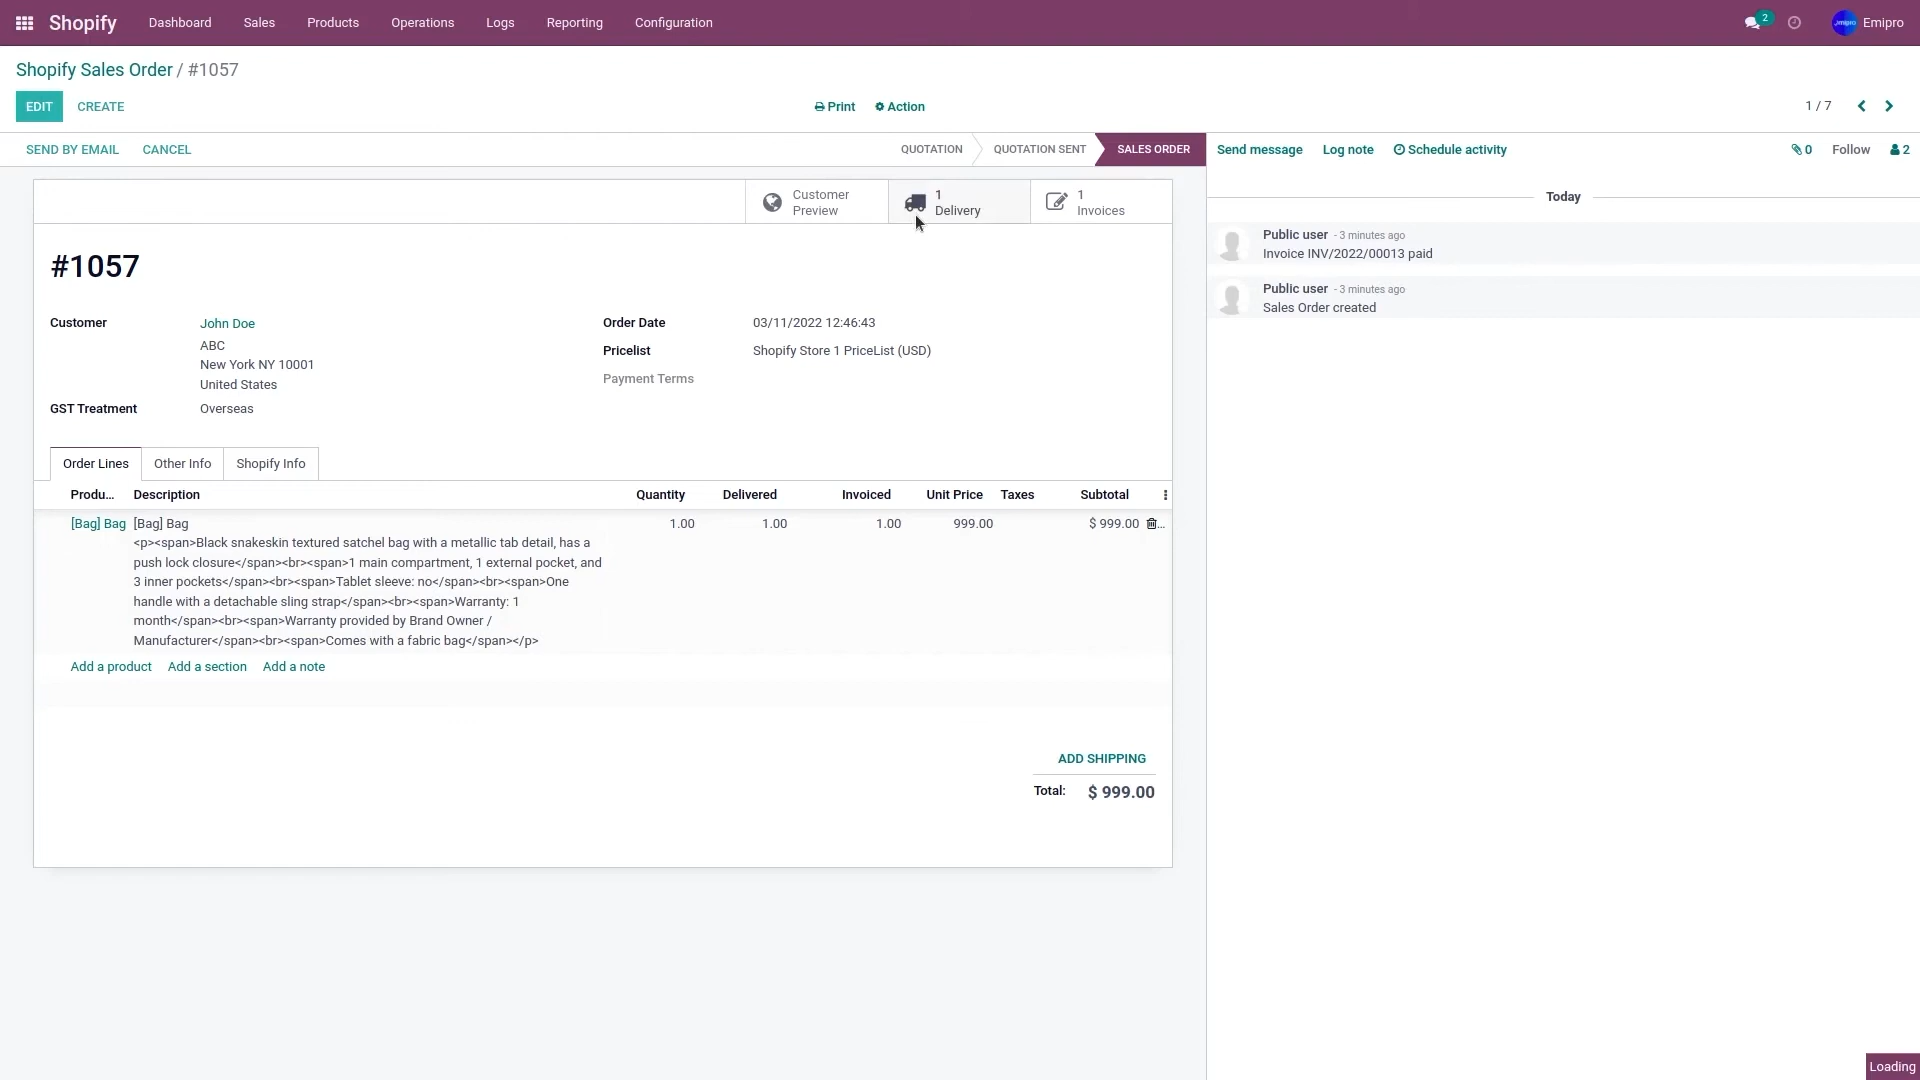 Shopify Dashboard Sales Products Operations Logs Reporting Configuration 2 Emipro
Shopify Sales Order / #1057
EDIT CREATE Print Action 1 / 7
SEND BY EMAIL CANCEL QUOTATION QUOTATION SENT SALES ORDER
Send message Log note Schedule activity 0 Follow 2
Customer
Preview
1
Delivery
1
Invoices
Today
Public user - 3 minutes ago
Invoice INV/2022/00013 paid
Public user - 3 minutes ago
Sales Order created
#1057
Customer John Doe
ABC
New York NY 10001
United States
GST Treatment Overseas
Order Date 03/11/2022 12:46:43
Pricelist Shopify Store 1 PriceList (USD)
Payment Terms
Order Lines Other Info Shopify Info
Produ... Description Quantity Delivered Invoiced Unit Price Taxes Subtotal
[Bag] Bag [Bag] Bag 1.00 1.00 1.00 999.00 $ 999.00 ...
<p><span>Black snakeskin textured satchel bag with a metallic tab detail, has a
push lock closure</span><br><span>1 main compartment, 1 external pocket, and
3 inner pockets</span><br><span>Tablet sleeve: no</span><br><span>One
handle with a detachable sling strap</span><br><span>Warranty: 1
month</span><br><span>Warranty provided by Brand Owner /
Manufacturer</span><br><span>Comes with a fabric bag</span></p>
Add a product Add a section Add a note
ADD SHIPPING
Total: $ 999.00
Loading